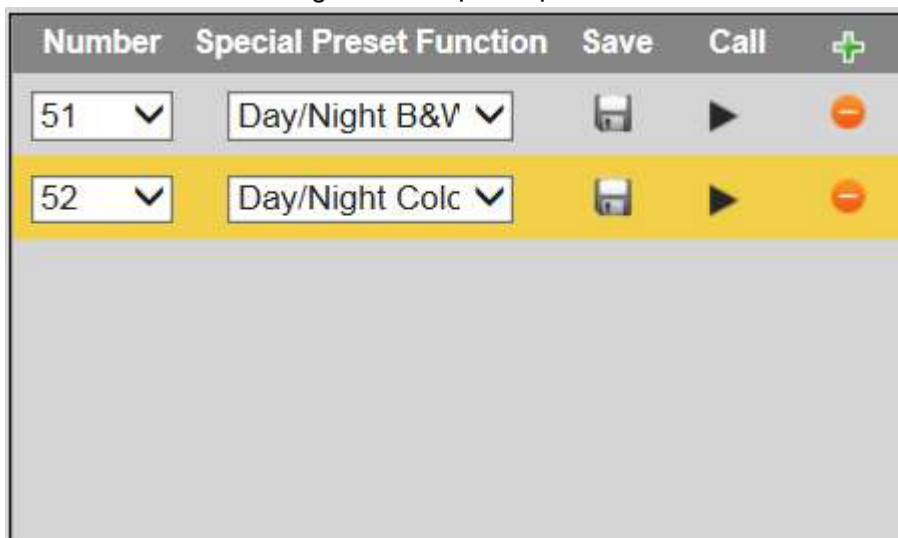 Number Special Preset Function Save Call
51 Day/Night B&W
52 Day/Night Colc